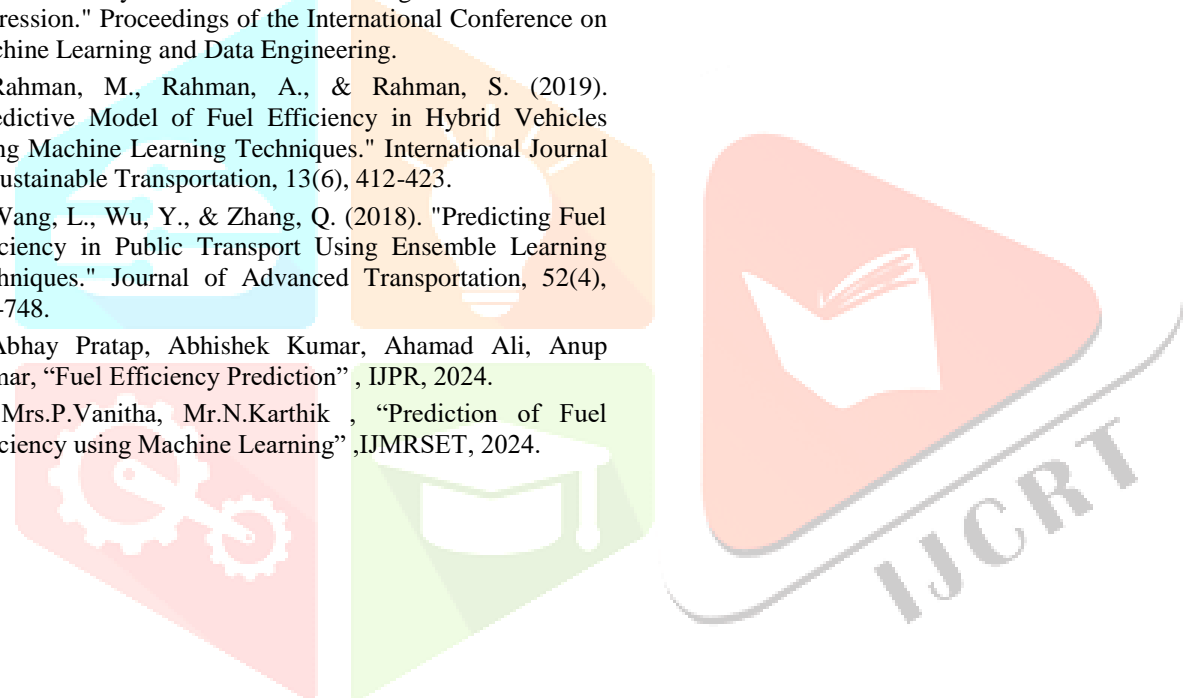 ression." Proceedings of the International Conference on
chine Learning and Data Engineering.
Rahman, M., Rahman, A., & Rahman, S. (2019).
edictive Model of Fuel Efficiency in Hybrid Vehicles
ng Machine Learning Techniques." International Journal
ustainable Transportation, 13(6), 412-423.
Wang, L., Wu, Y., & Zhang, Q. (2018). "Predicting Fuel
iciency in Public Transport Using Ensemble Learning
hniques." Journal of Advanced Transportation, 52(4),
-748.
Abhay Pratap, Abhishek Kumar, Ahamad Ali, Anup
mar, “Fuel Efficiency Prediction” , IJPR, 2024.
Mrs.P.Vanitha, Mr.N.Karthik , “Prediction of Fuel
iciency using Machine Learning” ,IJMRSET, 2024.
IJCRT